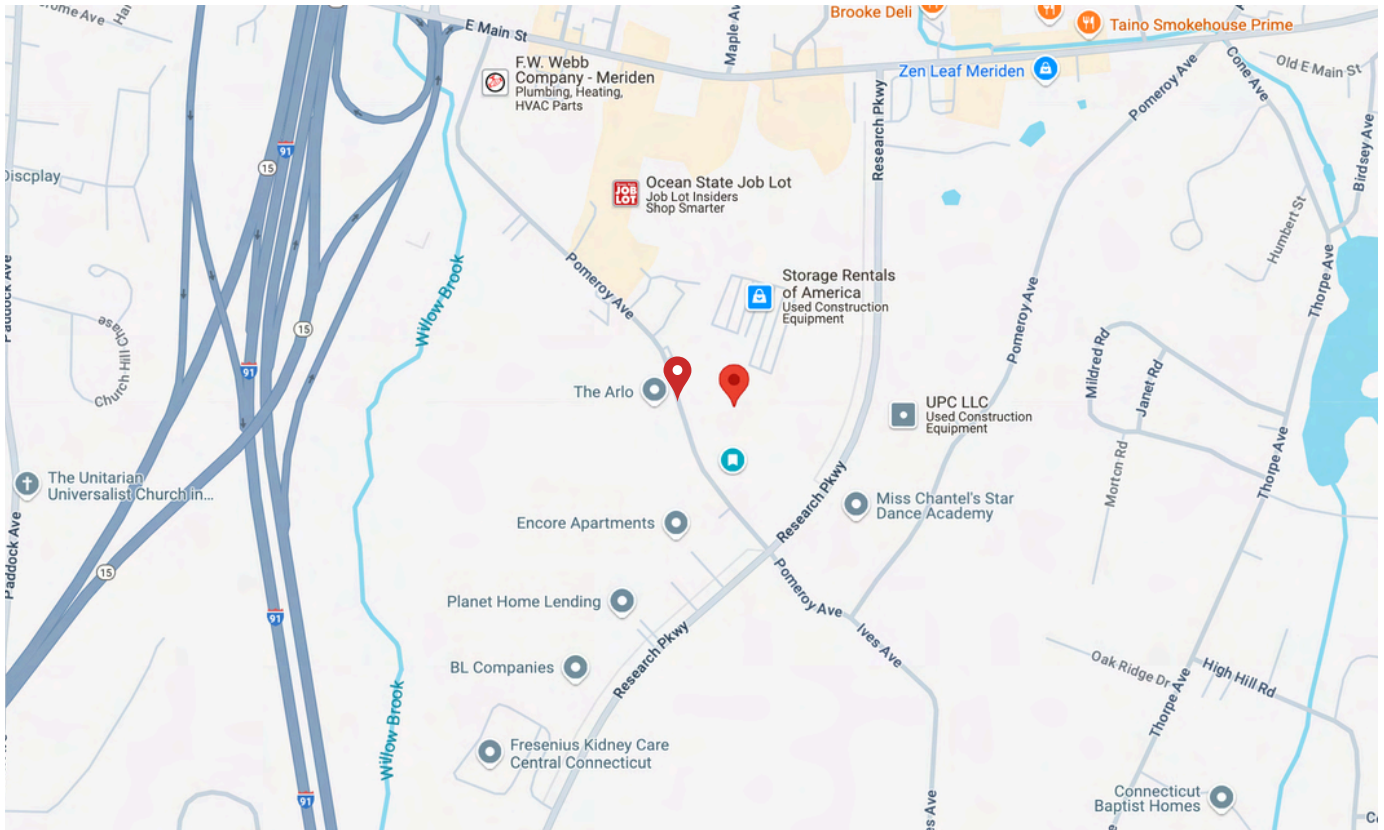 E Main St
Maple Av
Brooke Deli
Taino Smokehouse Prime
F.W. Webb
Company - Meriden
Plumbing, Heating,
HVAC Parts
Zen Leaf Meriden
Pomeroy Ave
Cone Ave
Old E Main St
91
15
Research Pkwy
Birdsey Ave
Discplay
Ocean State Job Lot
Job Lot Insiders
Shop Smarter
JOB
LOT
Humbert St
Paddock Ave
Willow Brook
Pomeroy Ave
Storage Rentals
of America
Used Construction
Equipment
Pomeroy Ave
Thorpe Ave
15
Church Hill Chase
91
Mildred Rd
Janet Rd
The Arlo
UPC LLC
Used Construction
Equipment
The Unitarian
Universalist Church in...
Morton Rd
Thorpe Ave
Miss Chantel's Star
Dance Academy
Encore Apartments
Research Pkwy
Paddock Ave
15
Planet Home Lending
Pomeroy Ave
91
Ives Ave
BL Companies
Research Pkwy
Oak Ridge Dr
High Hill Rd
Willow Brook
Thorpe Ave
Fresenius Kidney Care
Central Connecticut
Connecticut
Baptist Homes
91
es Ave